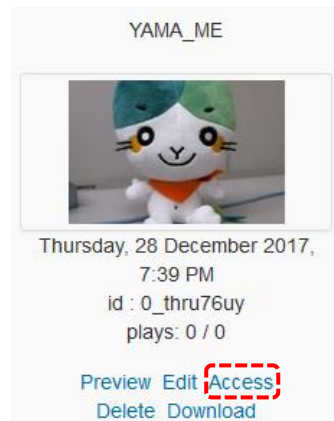 YAMA_ME
Thursday, 28 December 2017,
7:39 PM
id : 0_thru76uy
plays: 0 / 0
Preview Edit Access
Delete Download